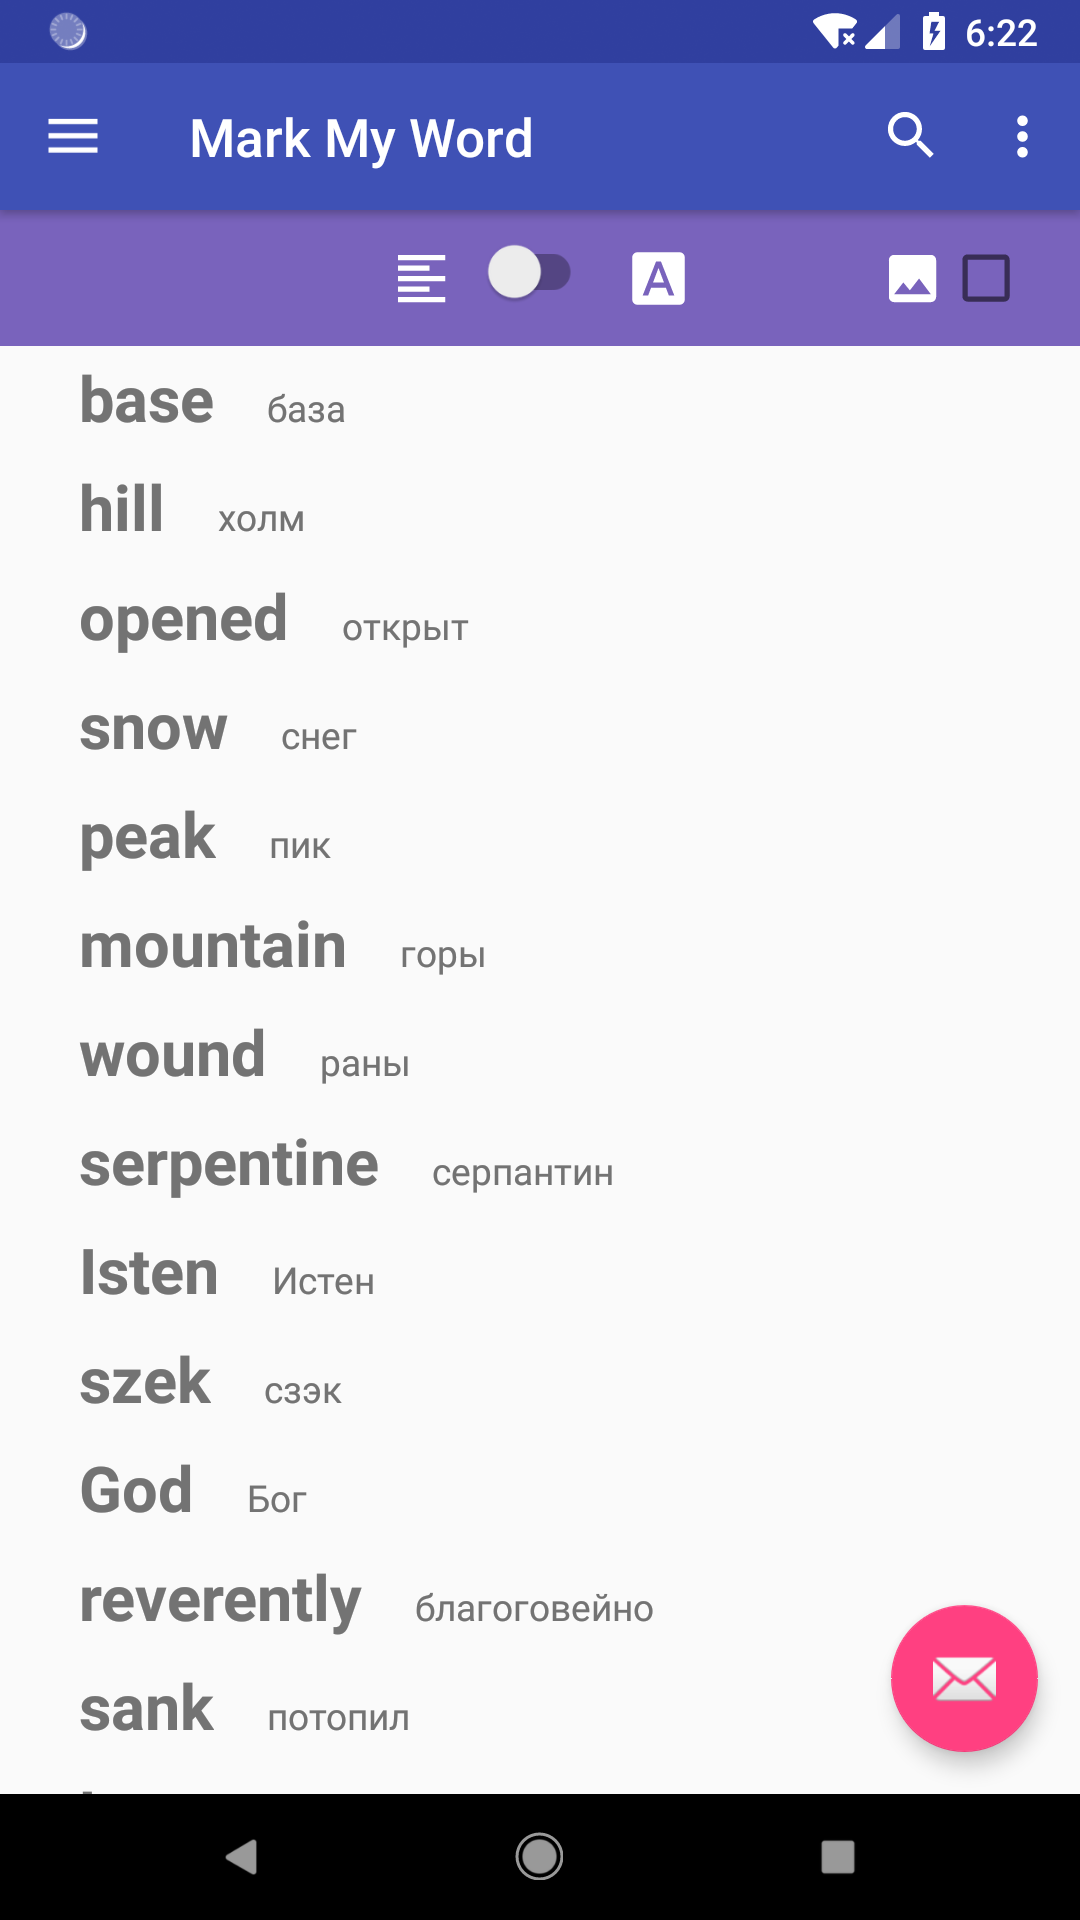 6:22
Mark My Word
A
base база
hill холм
opened открыт
snow снег
peak пик
mountain горы
wound раны
serpentine серпантин
Isten Истен
szek сзэк
God Бог
reverently благоговейно
sank потопил